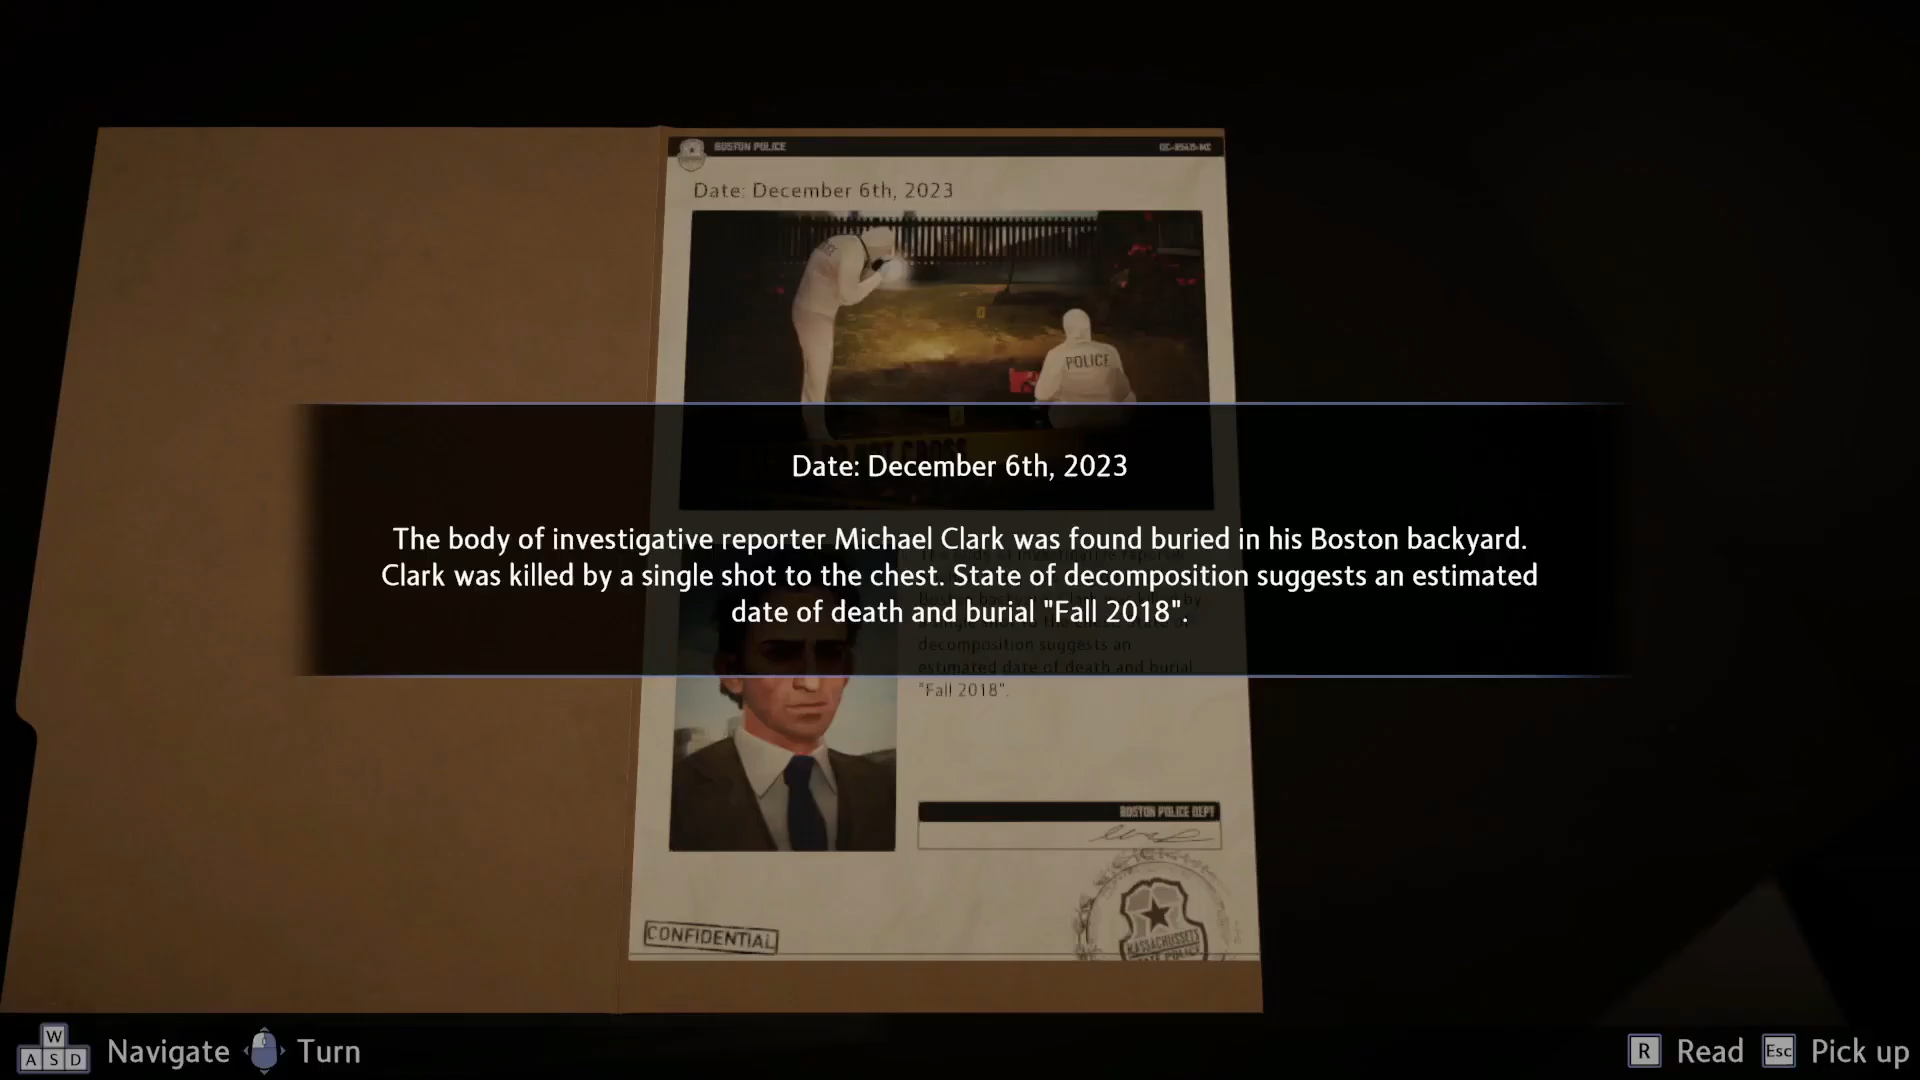 BOSTON POLICE
Date: December 6th, 2023
POLICE
Date: December 6th, 2023
The body of investigative reporter Michael Clark was found buried in his Boston backyard.
Clark was killed by a single shot to the chest. State of decomposition suggests an estimated
date of death and burial "Fall 2018".
decomposition suggests an
estimated date of death and burial
"Fall 2018".
BOSTON POLICE DEPT
CONFIDENTIAL
MASSACHUSSETS
STATE POLICE
W
A S D
Navigate
Turn
R
Read
Esc
Pick up